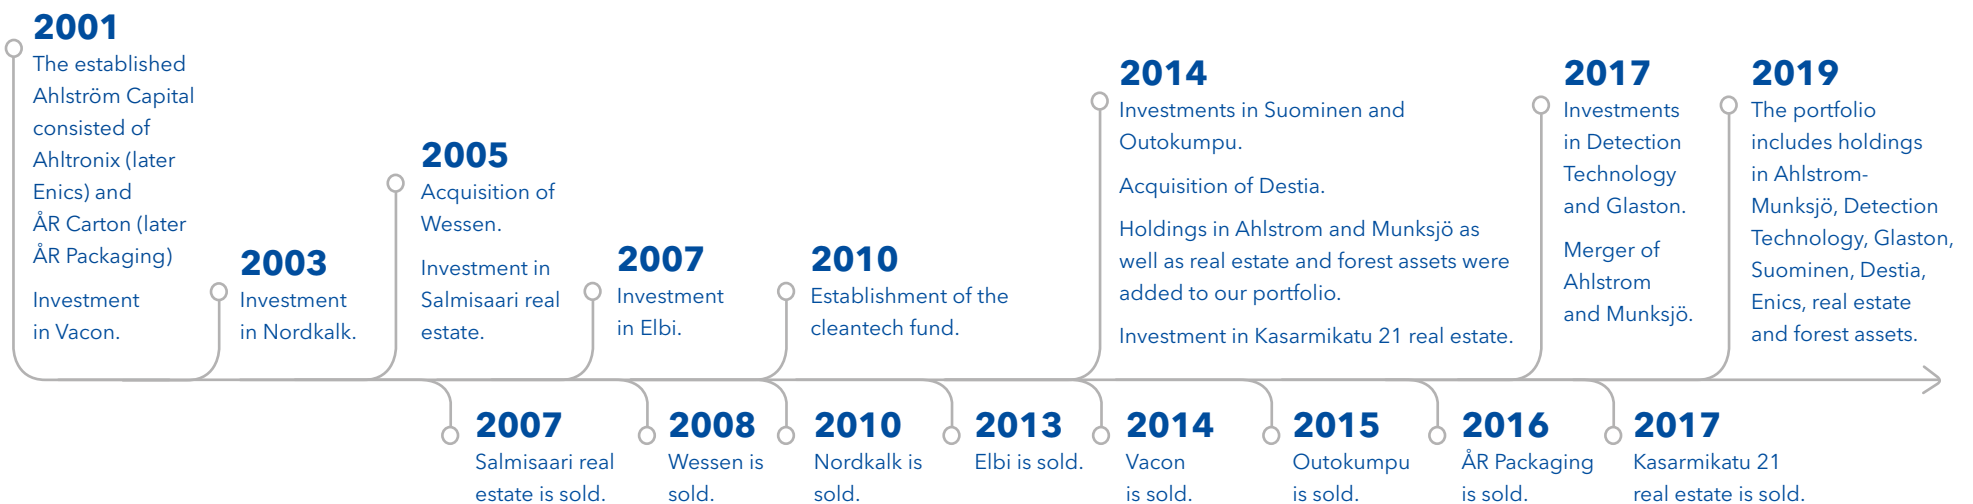 2001
The established
Ahlström Capital
consisted of
Ahltronix (later
Enics) and
ÅR Carton (later
ÅR Packaging)
Investment
in Vacon.
2003
Investment
in Nordkalk.
2005
Acquisition of
Wessen.
Investment in
Salmisaari real
estate.
2007
Investment
in Elbi.
2010
Establishment of the
cleantech fund.
2014
Investments in Suominen and
Outokumpu.
Acquisition of Destia.
Holdings in Ahlstrom and Munksjö as
well as real estate and forest assets were
added to our portfolio.
Investment in Kasarmikatu 21 real estate.
2017
Investments
in Detection
Technology
and Glaston.
Merger of
Ahlstrom
and Munksjö.
2019
The portfolio
includes holdings
in Ahlstrom-
Munksjö, Detection
Technology, Glaston,
Suominen, Destia,
Enics, real estate
and forest assets.
2007
Salmisaari real
estate is sold.
2008
Wessen is
sold.
2010
Nordkalk is
sold.
2013
Elbi is sold.
2014
Vacon
is sold.
2015
Outokumpu
is sold.
2016
ÅR Packaging
is sold.
2017
Kasarmikatu 21
real estate is sold.